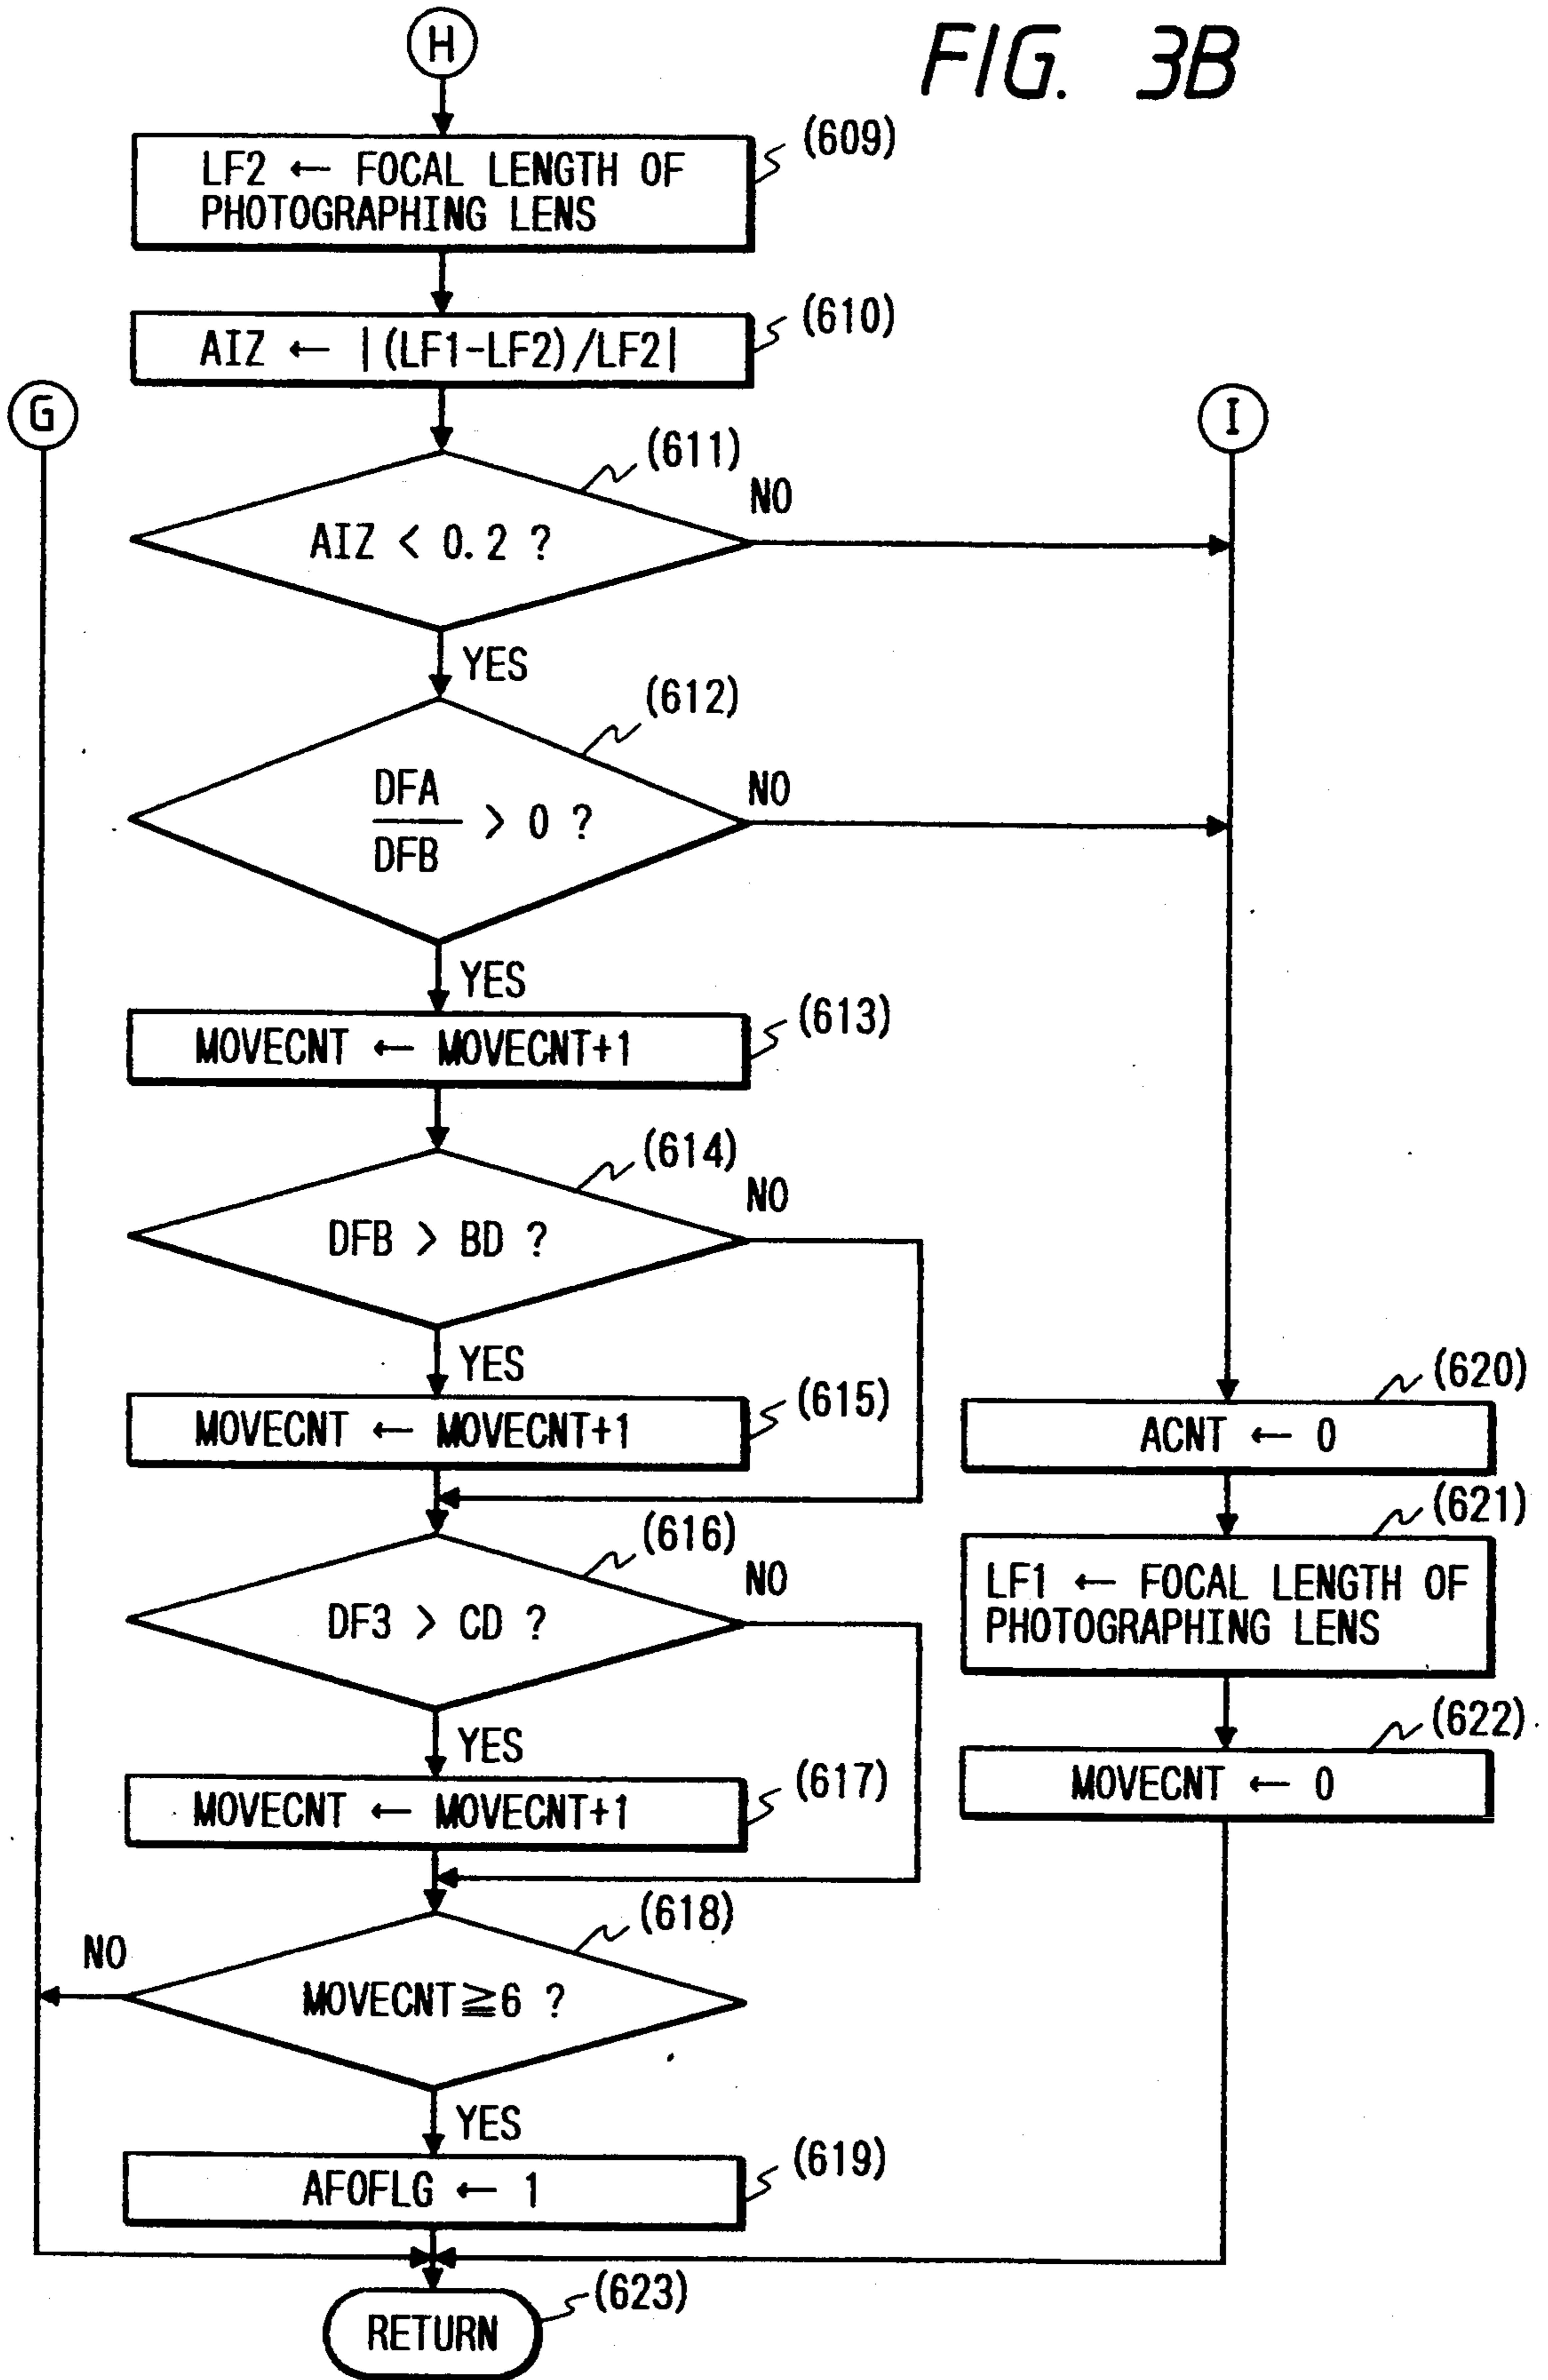 FIG. 3B
H
(609)
LF2 ← FOCAL LENGTH OF
PHOTOGRAPHING LENS
(610)
AIZ ← |(LF1-LF2)/LF2|
G
I
(611)
AIZ < 0.2 ?
NO
YES
(612)
DFA
DFB
> 0 ?
NO
YES
(613)
MOVECNT ← MOVECNT+1
(614)
DFB > BD ?
NO
YES
(615)
MOVECNT ← MOVECNT+1
(616)
DF3 > CD ?
NO
YES
(617)
MOVECNT ← MOVECNT+1
(618)
MOVECNT≧6 ?
NO
YES
(619)
AFOFLG ← 1
(620)
ACNT ← 0
(621)
LF1 ← FOCAL LENGTH OF
PHOTOGRAPHING LENS
(622)
MOVECNT ← 0
(623)
RETURN